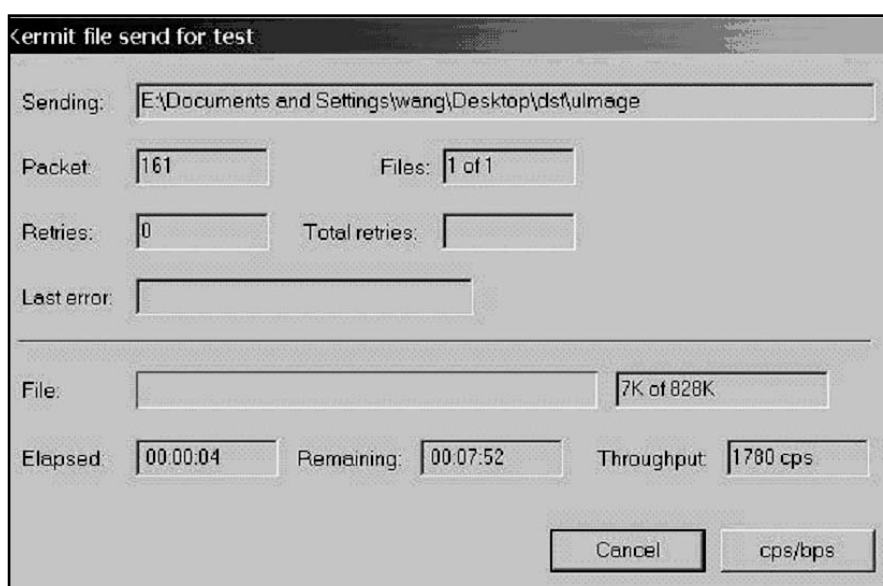 Kermit file send for test
Sending: E:\Documents and Settings\wang\Desktop\dst\uImage
Packet: 161 Files: 1 of 1
Retries: 0 Total retries:
Last error:
File: 7K of 828K
Elapsed: 00:00:04 Remaining: 00:07:52 Throughput: 1780 cps
Cancel cps/bps